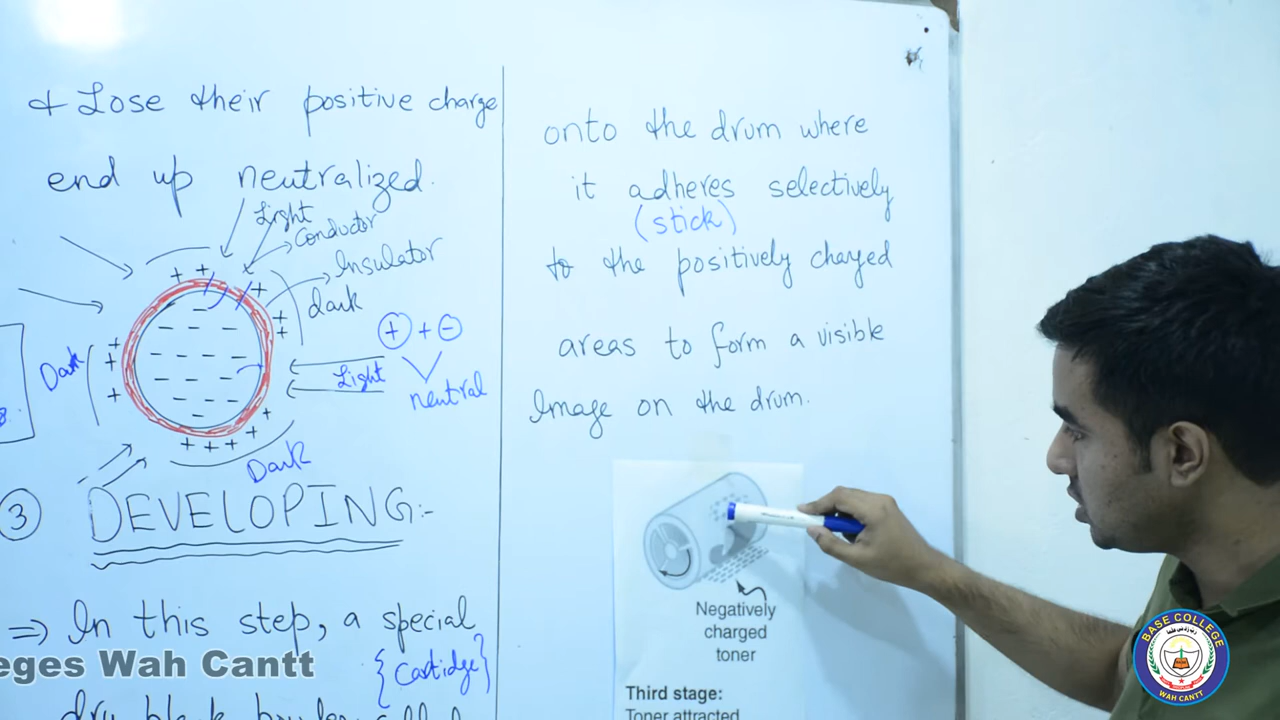 & Lose their positive charge
end up neutralized.
Light
Conductor
Insulator
dark
Dark
+ + -
Light
neutral
Dark
3 DEVELOPING:-
⇒ In this step, a special
{Cartidge}
onto the drum where
it adheres selectively
(stick)
to the positively charged
areas to form a visible
Image on the drum.
Negatively
charged
toner
Third stage:
Toner attracted
eges Wah Cantt
BASE COLLEGE
WAH CANTT